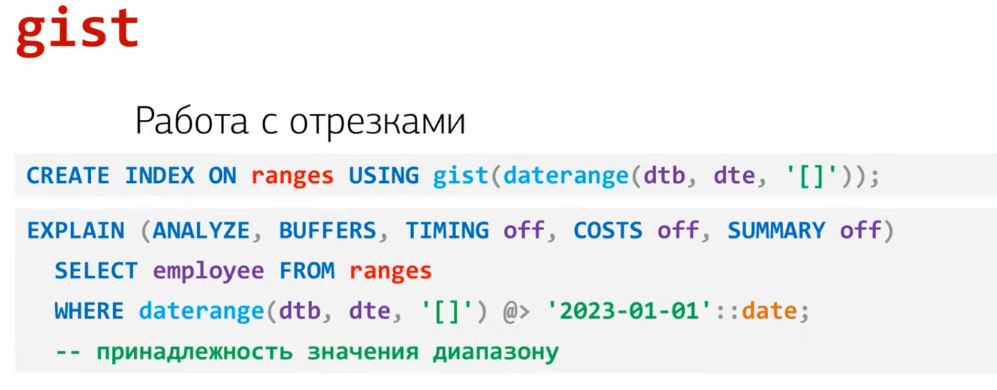 gist
Работа с отрезками
CREATE INDEX ON ranges USING gist(daterange(dtb, dte, '[]'));
EXPLAIN (ANALYZE, BUFFERS, TIMING off, COSTS off, SUMMARY off)
SELECT employee FROM ranges
WHERE daterange(dtb, dte, '[]') @> '2023-01-01'::date;
-- принадлежность значения диапазону